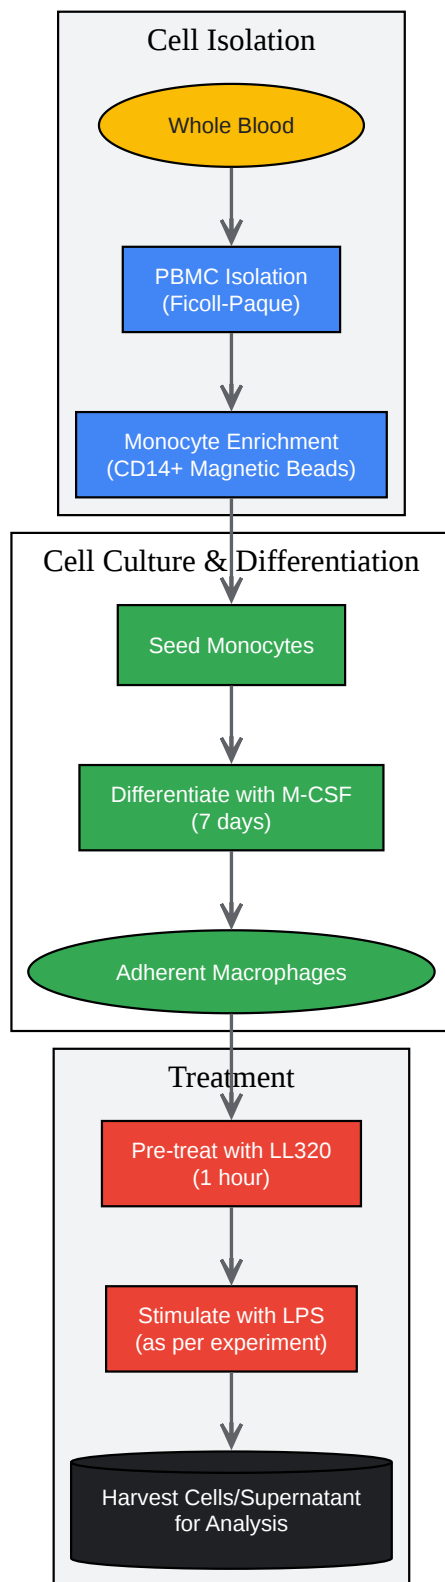 Cell Isolation
Whole Blood
PBMC Isolation
(Ficoll-Paque)
Monocyte Enrichment
(CD14+ Magnetic Beads)
Cell Culture & Differentiation
Seed Monocytes
Differentiate with M-CSF
(7 days)
Adherent Macrophages
Treatment
Pre-treat with LL320
(1 hour)
Stimulate with LPS
(as per experiment)
Harvest Cells/Supernatant
for Analysis